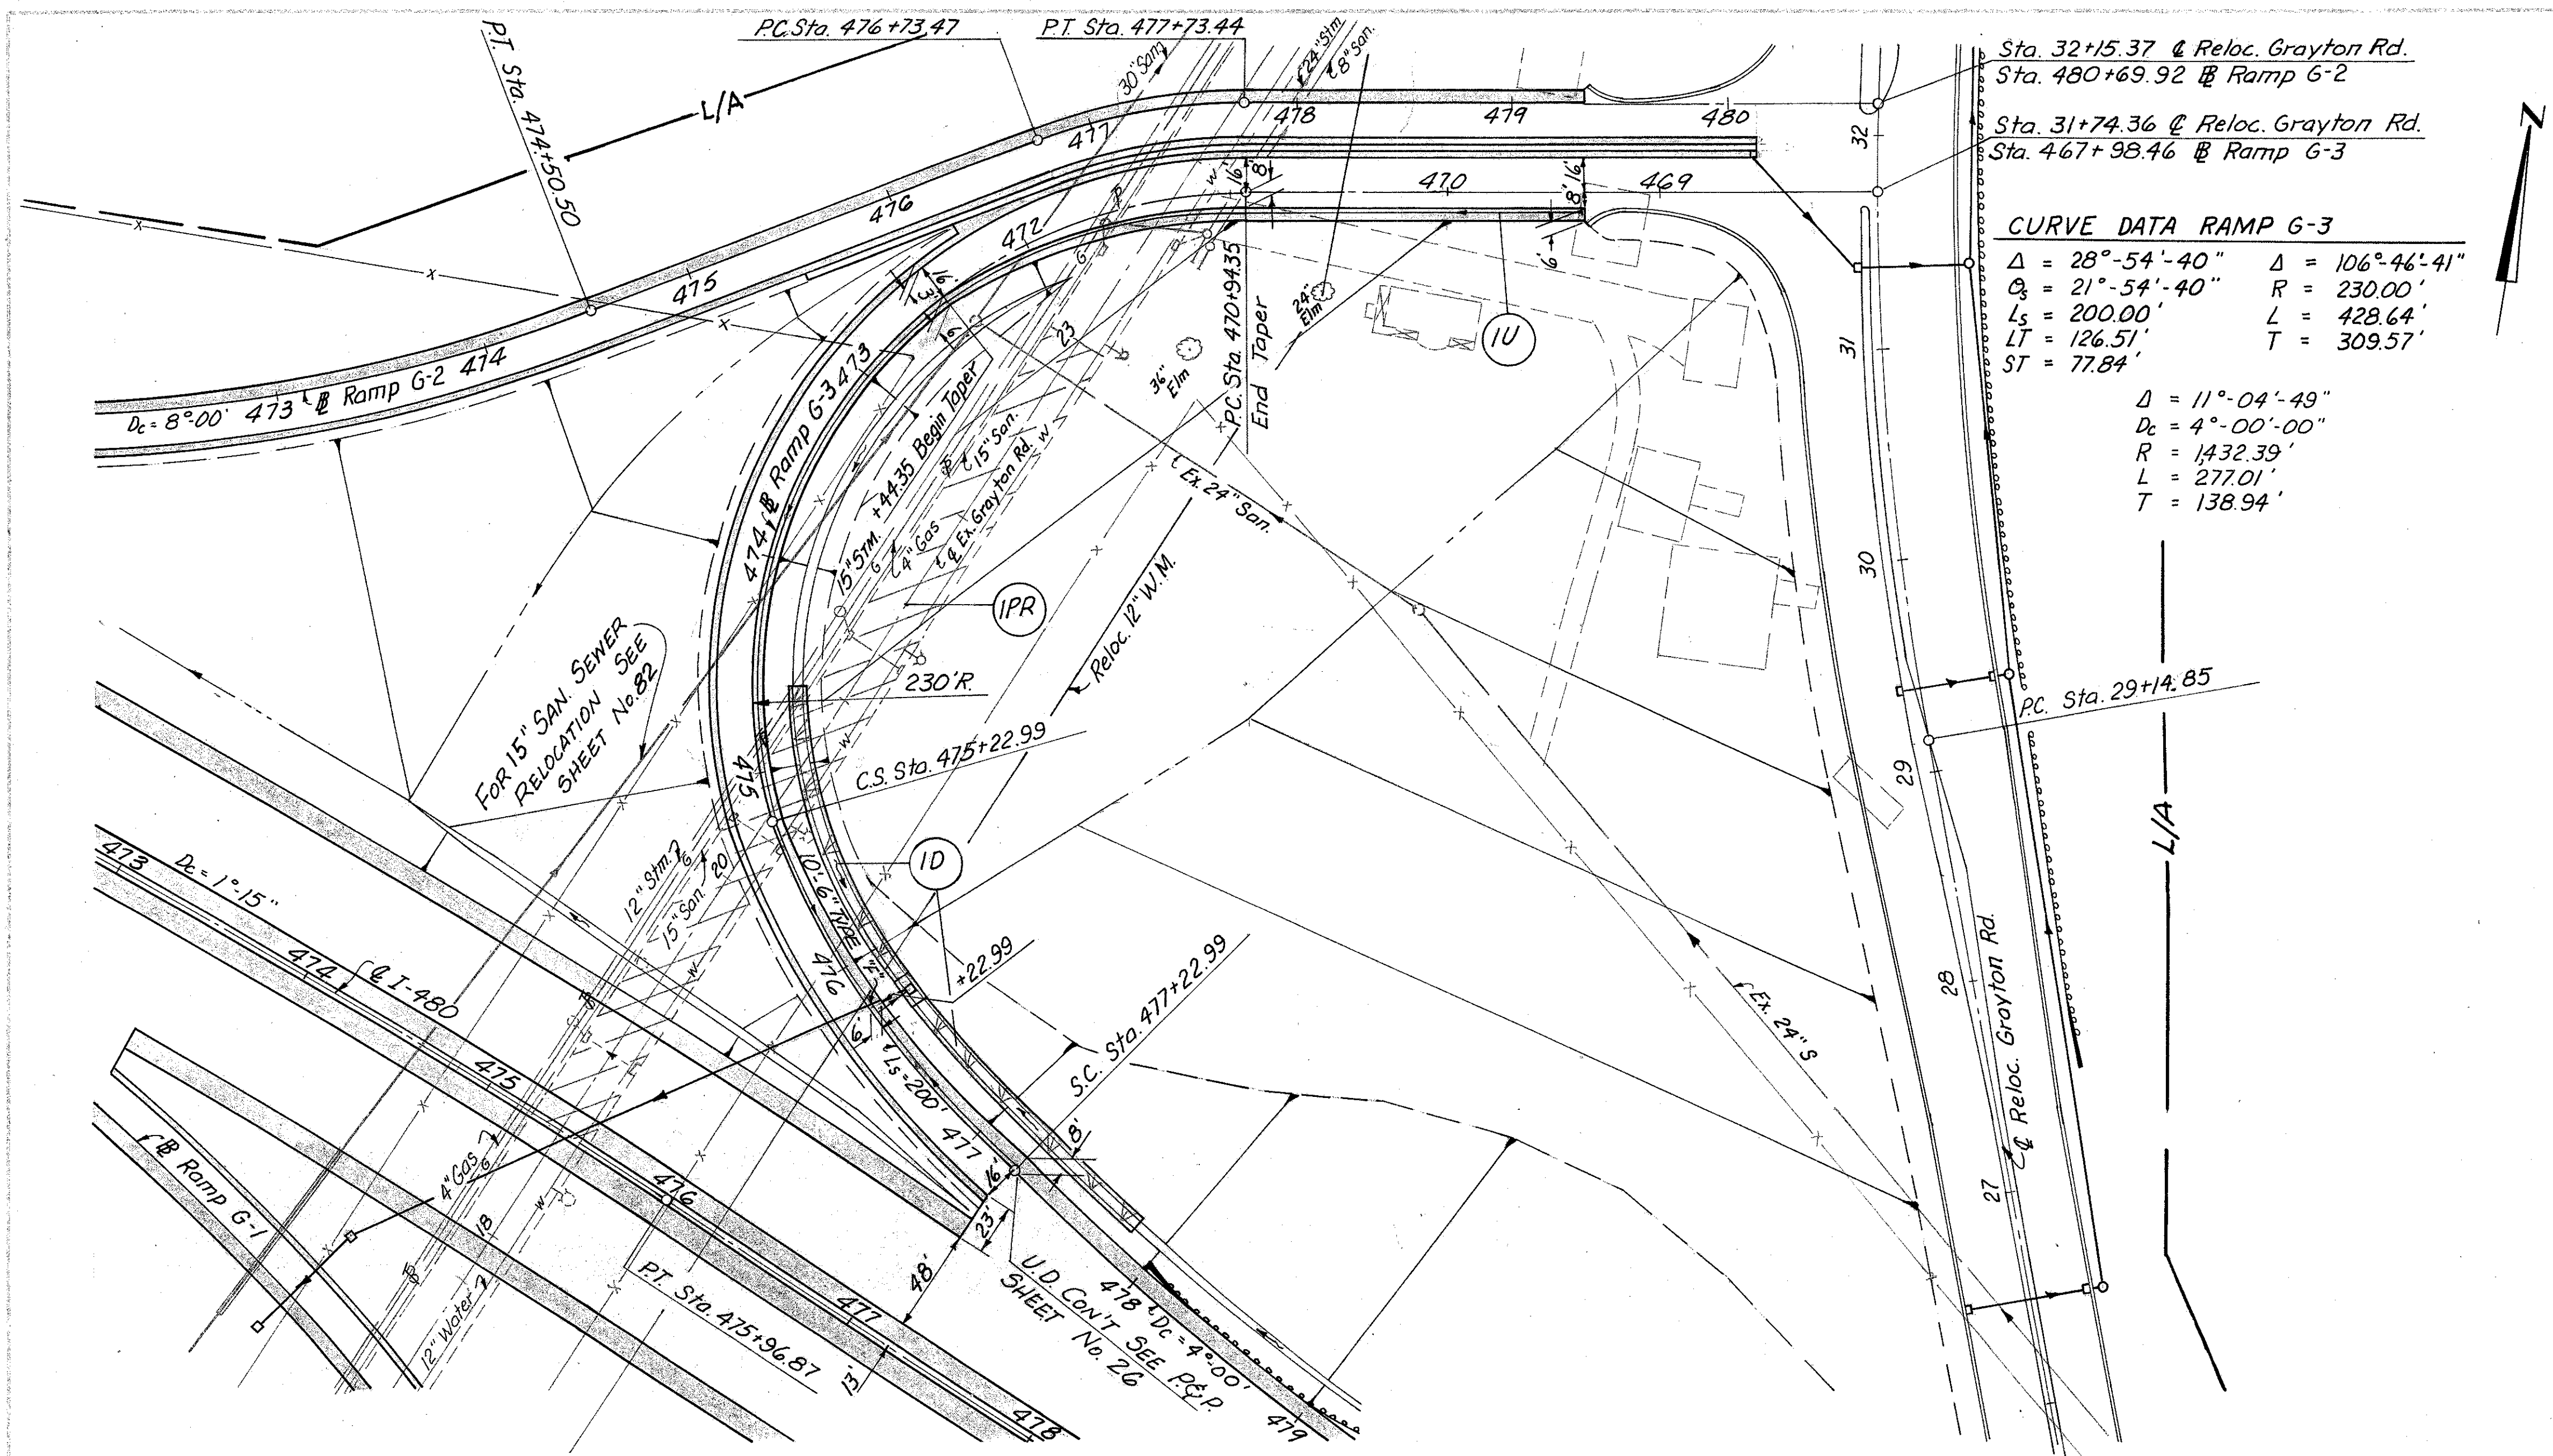 P.C. Sta. 476+73.47
P.T. Sta. 477+73.44
P.T. Sta. 474+50.50
L/A
30" San.
24" Stm
8" San.
Sta. 32+15.37 ℄ Reloc. Grayton Rd.
Sta. 480+69.92 ℄ Ramp G-2
Sta. 31+74.36 ℄ Reloc. Grayton Rd.
Sta. 467+98.46 ℄ Ramp G-3
N
477
478
479
480
32
476
475
474
473
℄ Ramp G-2
Dc = 8°-00'
472
470
469
16'
8'
8'
16'
6'
16'
3'
6'
CURVE DATA RAMP G-3
Δ = 28°-54'-40" Δ = 106°-46'-41"
Θs = 21°-54'-40" R = 230.00'
Ls = 200.00' L = 428.64'
LT = 126.51' T = 309.57'
ST = 77.84'
Δ = 11°-04'-49"
Dc = 4°-00'-00"
R = 1,432.39'
L = 277.01'
T = 138.94'
P.C. Sta. 470+94.35
End Taper
24" Elm
36" Elm
1U
23
31
30
29
28
27
℄ Ramp G-3
473
474
+44.35 Begin Taper
15" San.
15" STM.
4" Gas
℄ Ex. Grayton Rd.
W
G
Ex. 24" San.
1PR
Reloc. 12" W.M.
230' R.
FOR 15" SAN. SEWER
RELOCATION SEE
SHEET No. 82
475
C.S. Sta. 475+22.99
P.C. Sta. 29+14.85
L/A
1D
12" Stm.
15" San.
20
10'-6" TYPE "F"
476
+22.99
6'
Ls = 200'
477
S.C. Sta. 477+22.99
8'
16'
23'
48'
13'
473
Dc = 1°-15"
474
℄ I-480
475
476
477
478
℄ Ramp G-1
4" Gas
18
12" Water
P.T. Sta. 475+96.87
U.D. CON'T SEE P.&P.
SHEET No. 26
478
Dc = 4°-00'
479
Ex. 24" S
℄ Reloc. Grayton Rd.